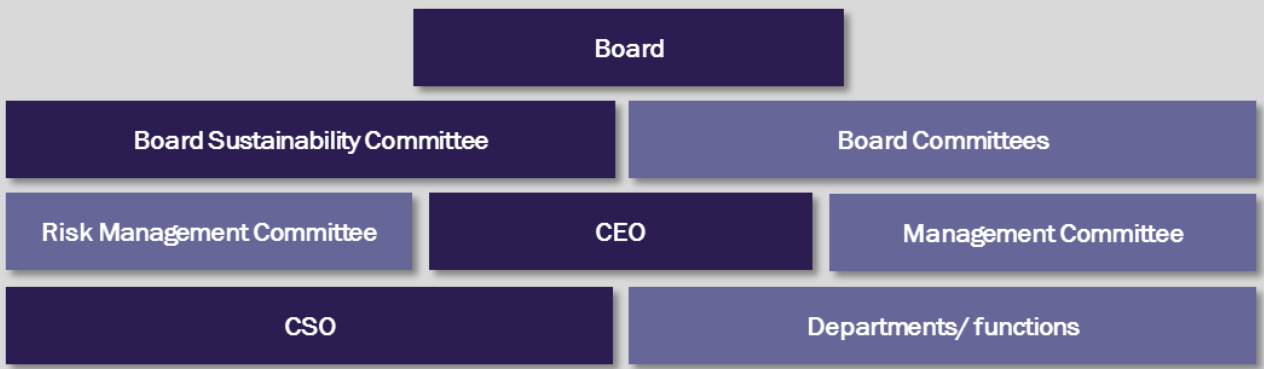 Board
Board Sustainability Committee
Board Committees
Risk Management Committee
CEO
Management Committee
CSO
Departments/ functions